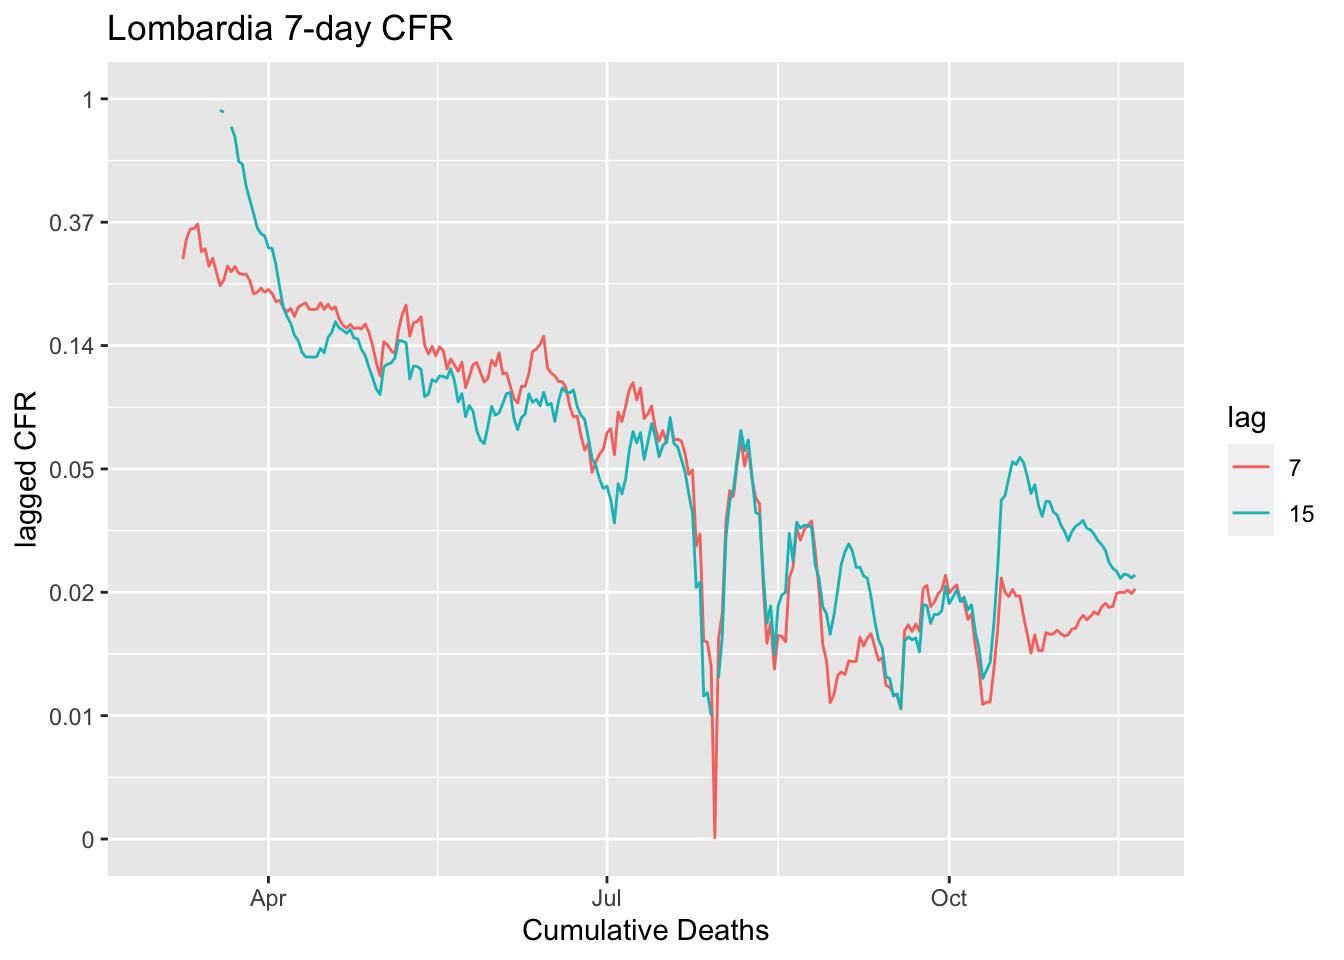 Lombardia 7-day CFR
lagged CFR
1
0.37
0.14
0.05
0.02
0.01
0
Apr
Jul
Oct
Cumulative Deaths
lag
7
15